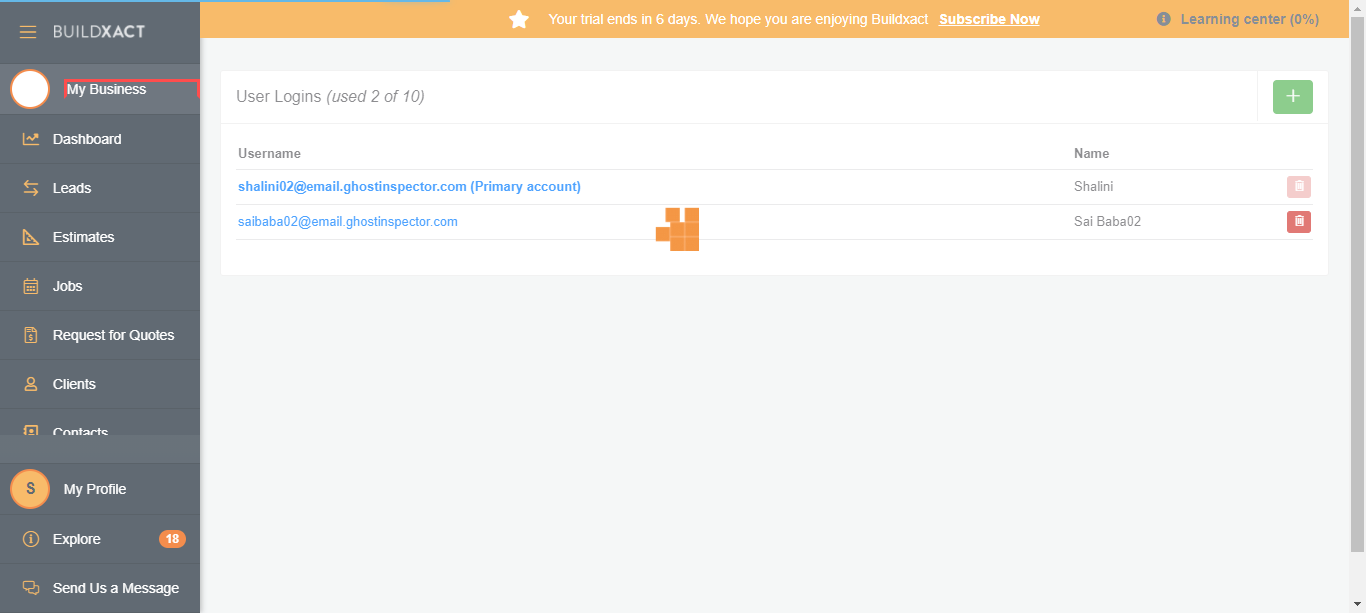 BUILDXACT
Your trial ends in 6 days. We hope you are enjoying Buildxact Subscribe Now
Learning center (0%)
My Business
Dashboard
Leads
Estimates
Jobs
Request for Quotes
Clients
Contacts
S My Profile
Explore 18
Send Us a Message
User Logins (used 2 of 10)
Username Name
shalini02@email.ghostinspector.com (Primary account) Shalini
saibaba02@email.ghostinspector.com Sai Baba02